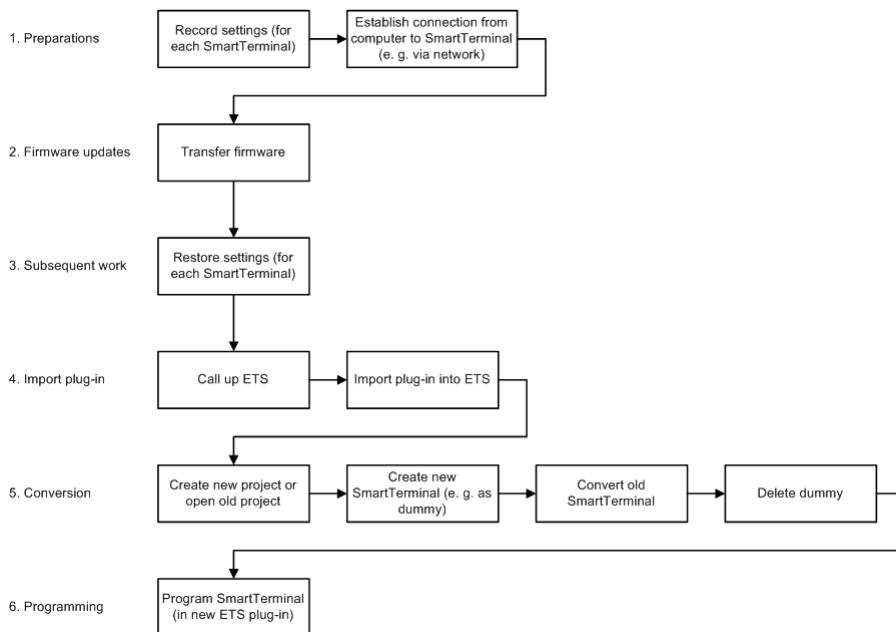 1. Preparations
Record settings (for
each SmartTerminal)
Establish connection from
computer to SmartTerminal
(e. g. via network)
2. Firmware updates
Transfer firmware
3. Subsequent work
Restore settings (for
each SmartTerminal)
4. Import plug-in
Call up ETS
Import plug-in into ETS
5. Conversion
Create new project or
open old project
Create new
SmartTerminal (e. g. as
dummy)
Convert old
SmartTerminal
Delete dummy
6. Programming
Program SmartTerminal
(in new ETS plug-in)